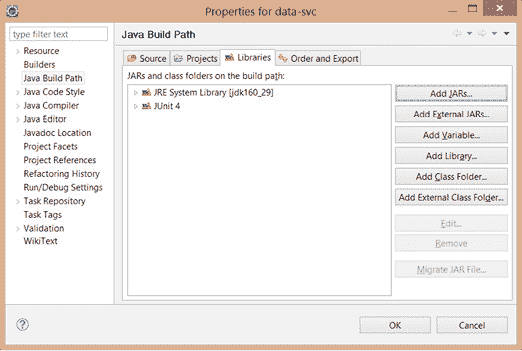 Properties for data-svc
type filter text
Resource
Builders
Java Build Path
Java Code Style
Java Compiler
Java Editor
Javadoc Location
Project Facets
Project References
Refactoring History
Run/Debug Settings
Task Repository
Task Tags
Validation
WikiText
Java Build Path
Source
Projects
Libraries
Order and Export
JARs and class folders on the build path:
JRE System Library [jdk160_29]
JUnit 4
Add JARs...
Add External JARs...
Add Variable...
Add Library...
Add Class Folder...
Add External Class Folder...
Edit...
Remove
Migrate JAR File...
OK
Cancel